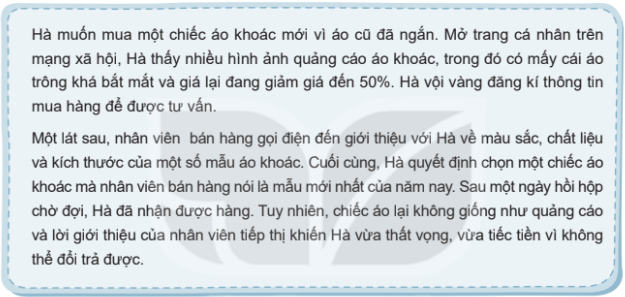 Hà muốn mua một chiếc áo khoác mới vì áo cũ đã ngắn. Mở trang cá nhân trên
mạng xã hội, Hà thấy nhiều hình ảnh quảng cáo áo khoác, trong đó có mấy cái áo
trông khá bắt mắt và giá lại đang giảm giá đến 50%. Hà vội vàng đăng kí thông tin
mua hàng để được tư vấn.
Một lát sau, nhân viên bán hàng gọi điện đến giới thiệu với Hà về màu sắc, chất liệu
và kích thước của một số mẫu áo khoác. Cuối cùng, Hà quyết định chọn một chiếc áo
khoác mà nhân viên bán hàng nói là mẫu mới nhất của năm nay. Sau một ngày hồi hộp
chờ đợi, Hà đã nhận được hàng. Tuy nhiên, chiếc áo lại không giống như quảng cáo
và lời giới thiệu của nhân viên tiếp thị khiến Hà vừa thất vọng, vừa tiếc tiền vì không
thể đổi trả được.